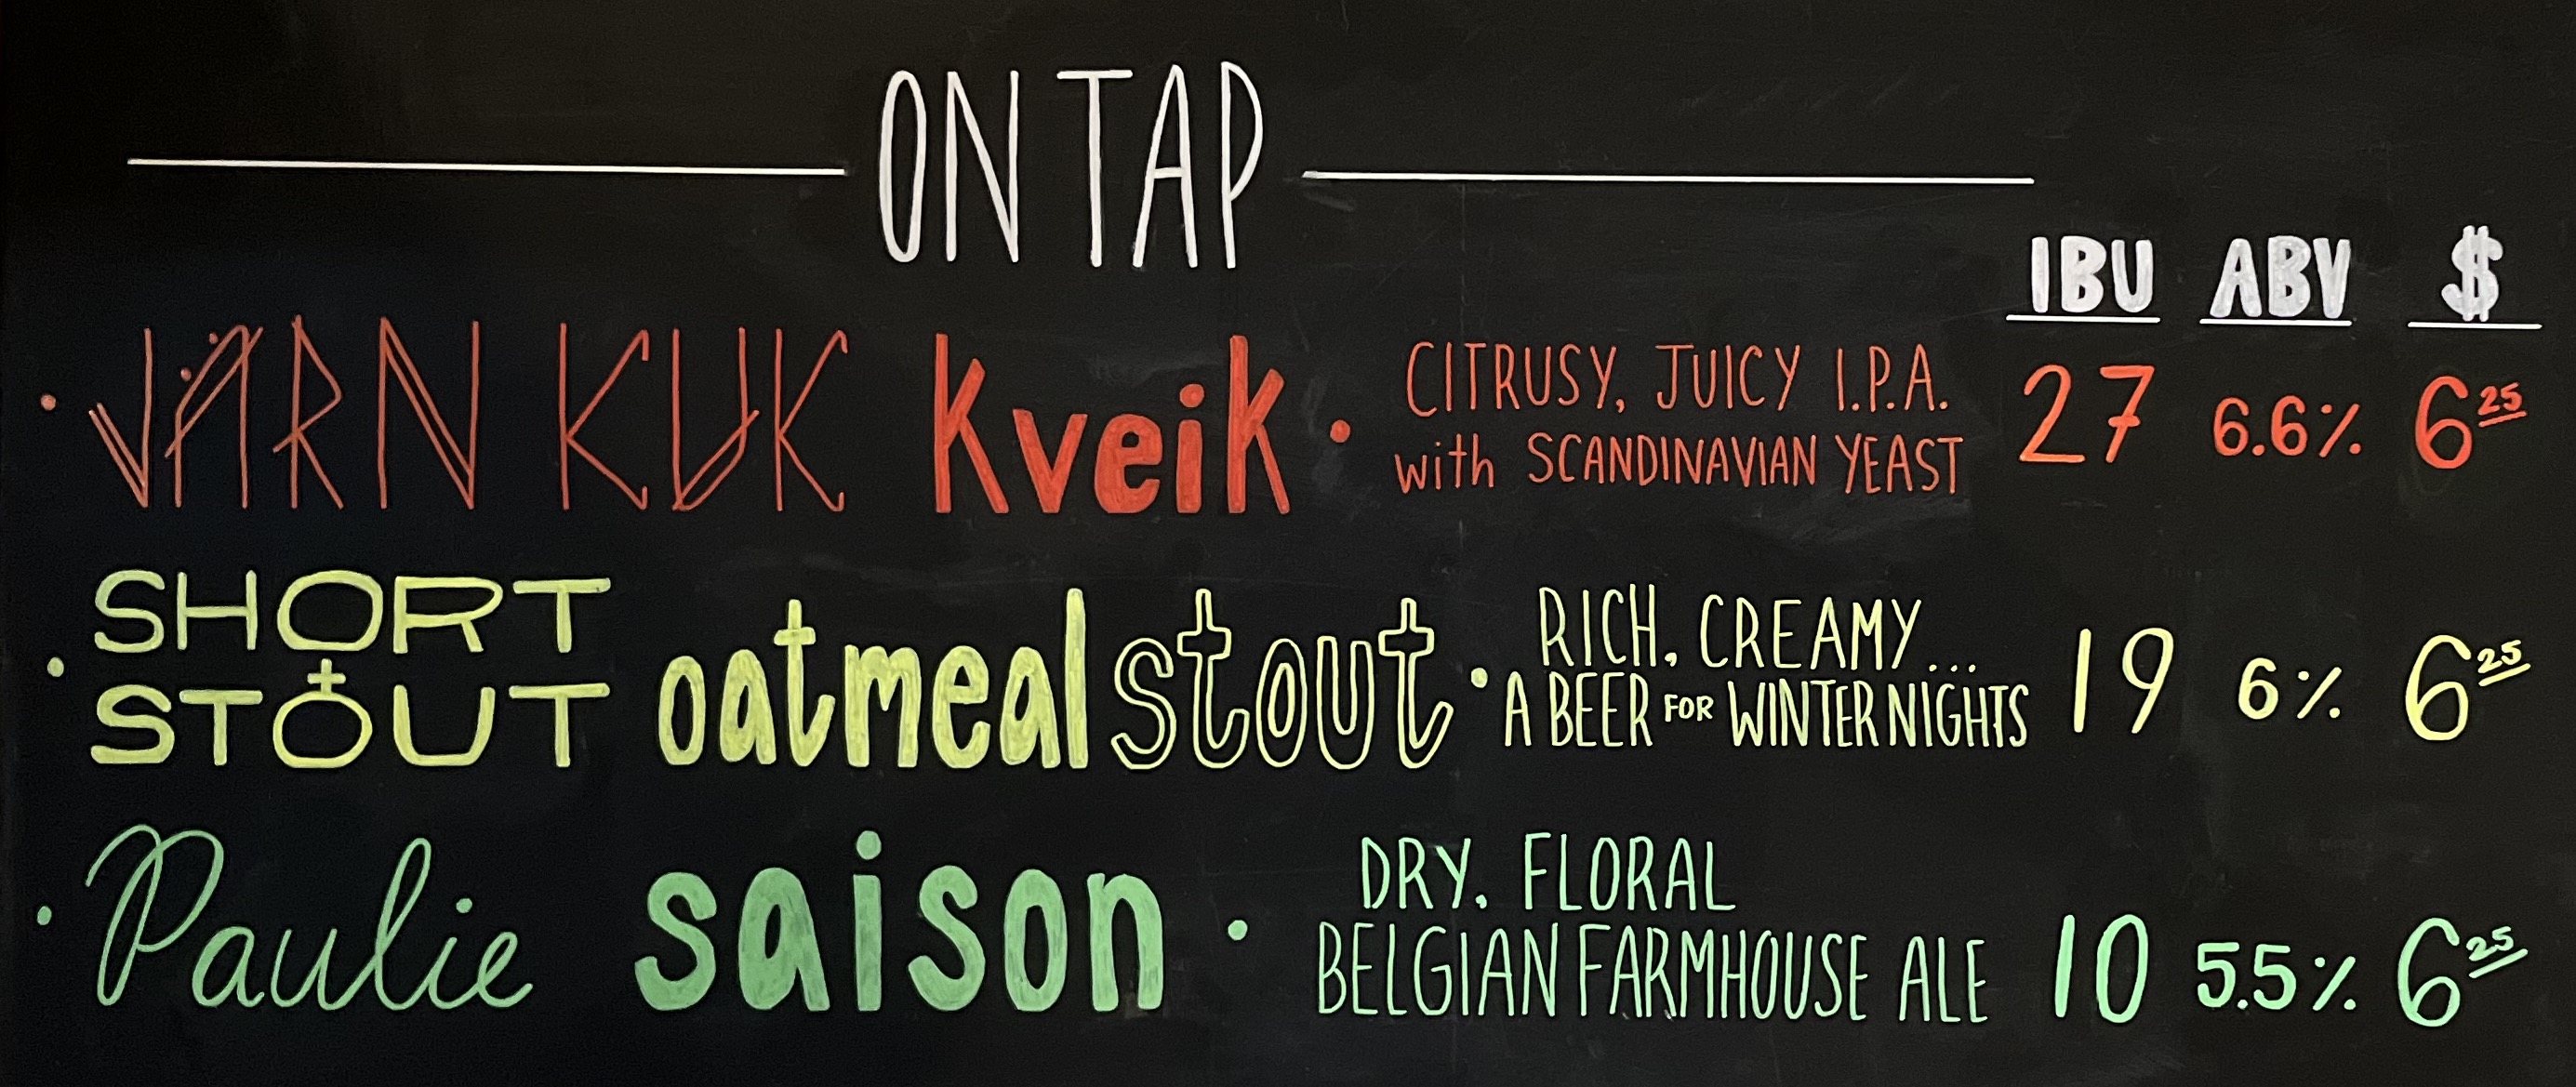 ON TAP
IBU ABV $
• JÄRN KUK Kveik • CITRUSY, JUICY I.P.A.
with SCANDINAVIAN YEAST
27 6.6% 6 25
• SHORT
STOUT
oatmeal stout • RICH, CREAMY...
A BEER FOR WINTER NIGHTS
19 6% 6 25
• Paulie saison • DRY, FLORAL
BELGIAN FARMHOUSE ALE
10 5.5% 6 25